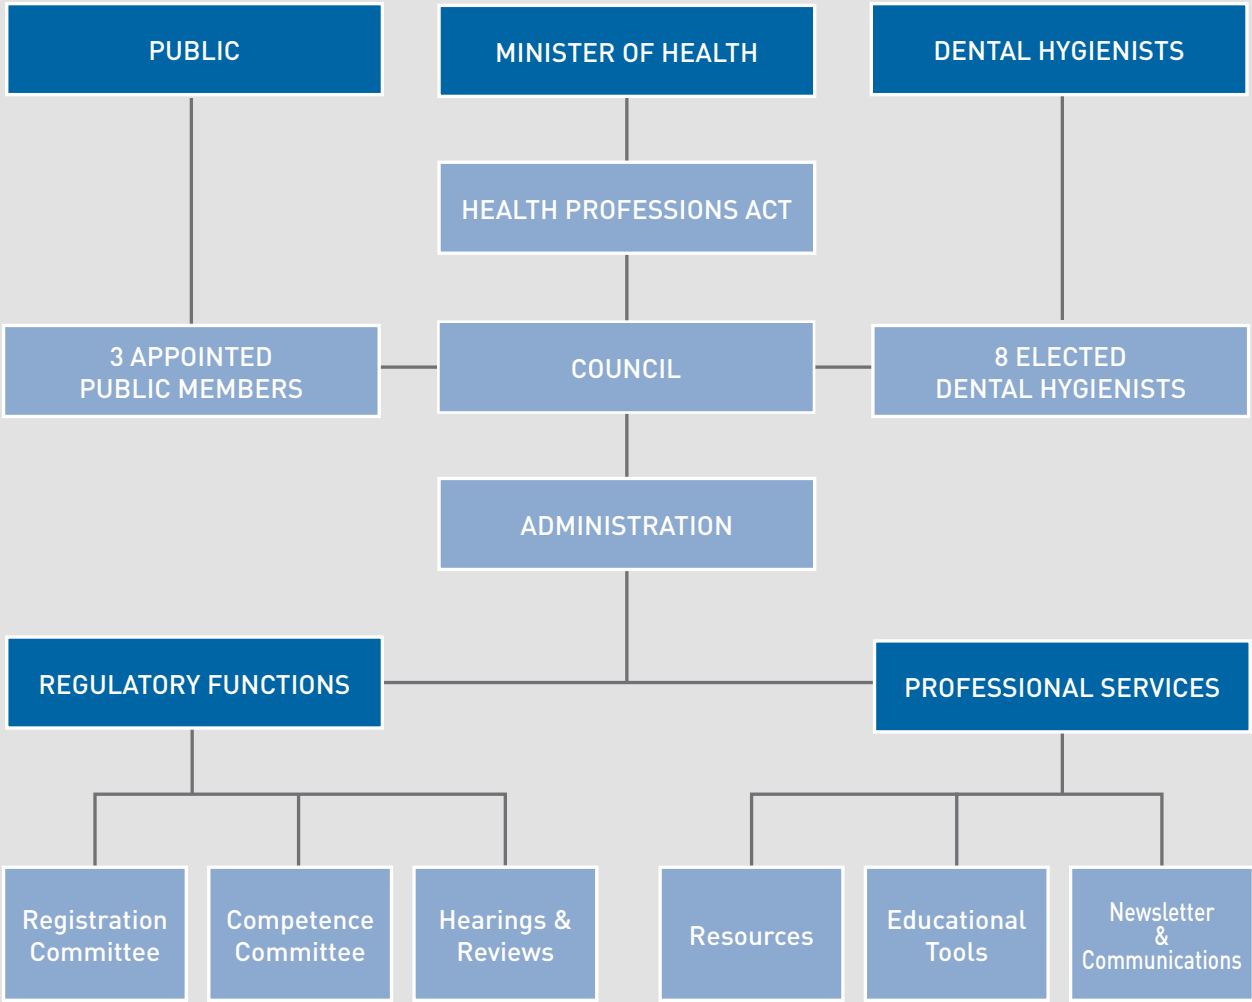 PUBLIC
MINISTER OF HEALTH
DENTAL HYGIENISTS
HEALTH PROFESSIONS ACT
3 APPOINTED
PUBLIC MEMBERS
COUNCIL
8 ELECTED
DENTAL HYGIENISTS
ADMINISTRATION
REGULATORY FUNCTIONS
PROFESSIONAL SERVICES
Registration
Committee
Competence
Committee
Hearings &
Reviews
Resources
Educational
Tools
Newsletter
&
Communications